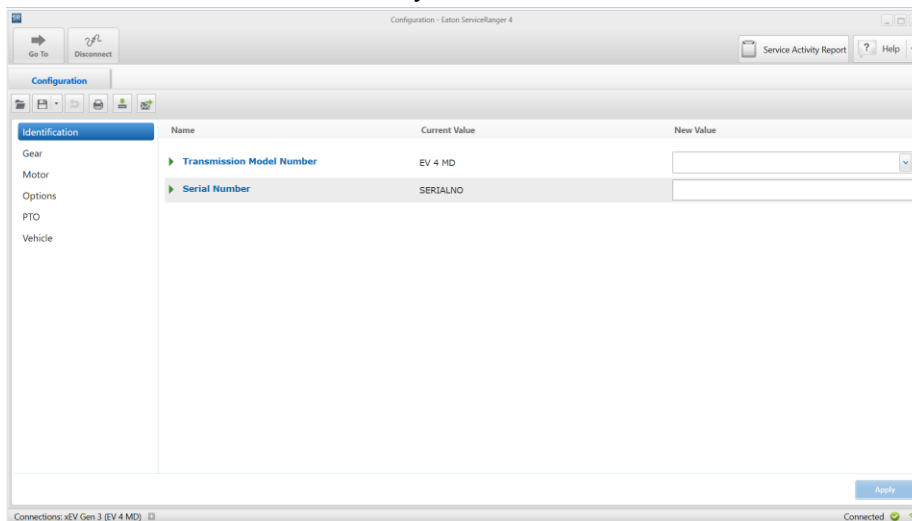 SR
Configuration - Eaton ServiceRanger 4
Go To
Disconnect
Service Activity Report
? Help
Configuration
Identification
Name Current Value New Value
Gear
Transmission Model Number EV 4 MD
Motor
Options
Serial Number SERIALNO
PTO
Vehicle
Apply
Connections: xEV Gen 3 (EV 4 MD)
Connected